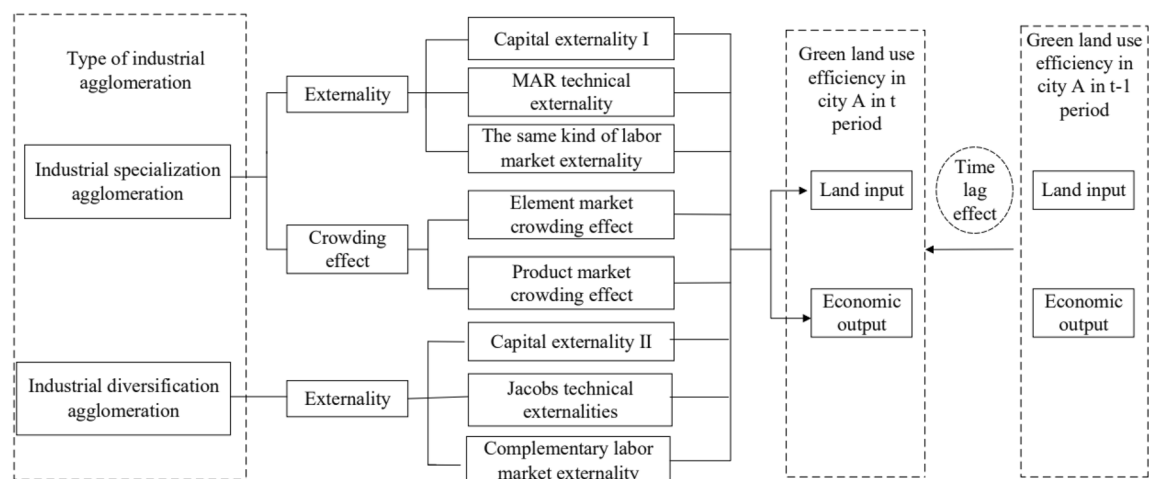 Type of industrial
agglomeration
Industrial specialization
agglomeration
Industrial diversification
agglomeration
Externality
Crowding
effect
Externality
Capital externality I
MAR technical
externality
The same kind of labor
market externality
Element market
crowding effect
Product market
crowding effect
Capital externality II
Jacobs technical
externalities
Complementary labor
market externality
Green land use
efficiency in
city A in t
period
Land input
Economic
output
Time
lag
effect
Green land use
efficiency in
city A in t-1
period
Land input
Economic
output